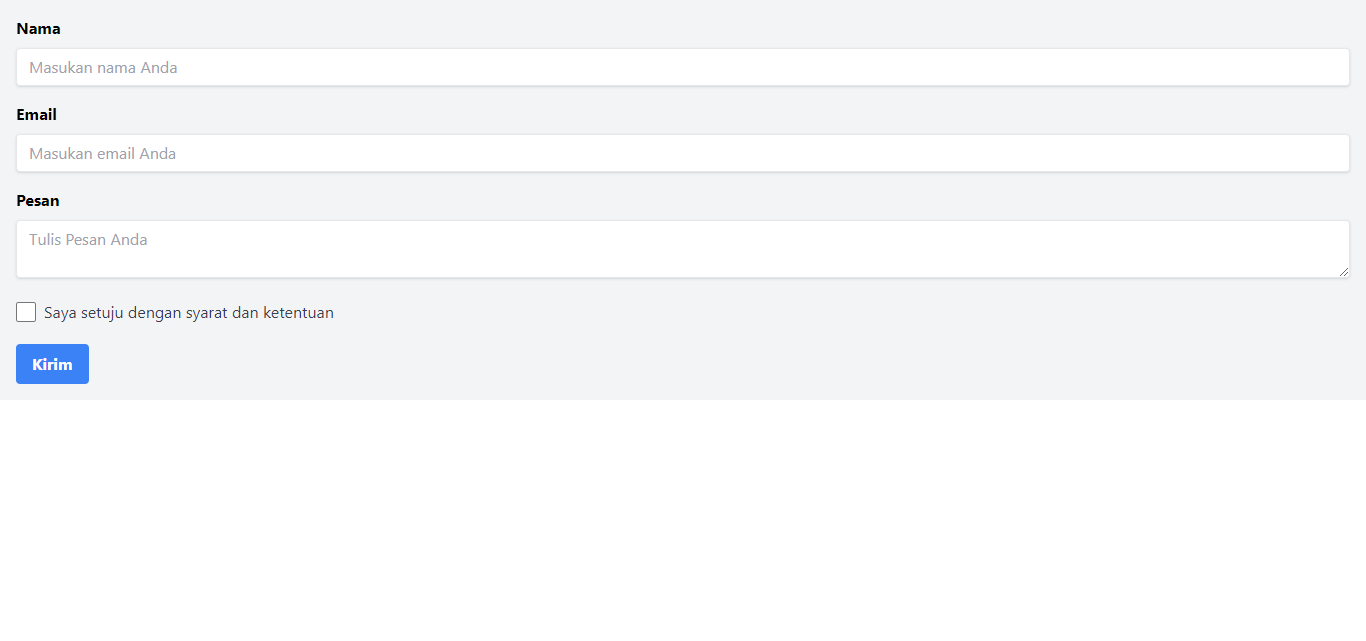 Nama
Masukan nama Anda
Email
Masukan email Anda
Pesan
Tulis Pesan Anda
Saya setuju dengan syarat dan ketentuan
Kirim